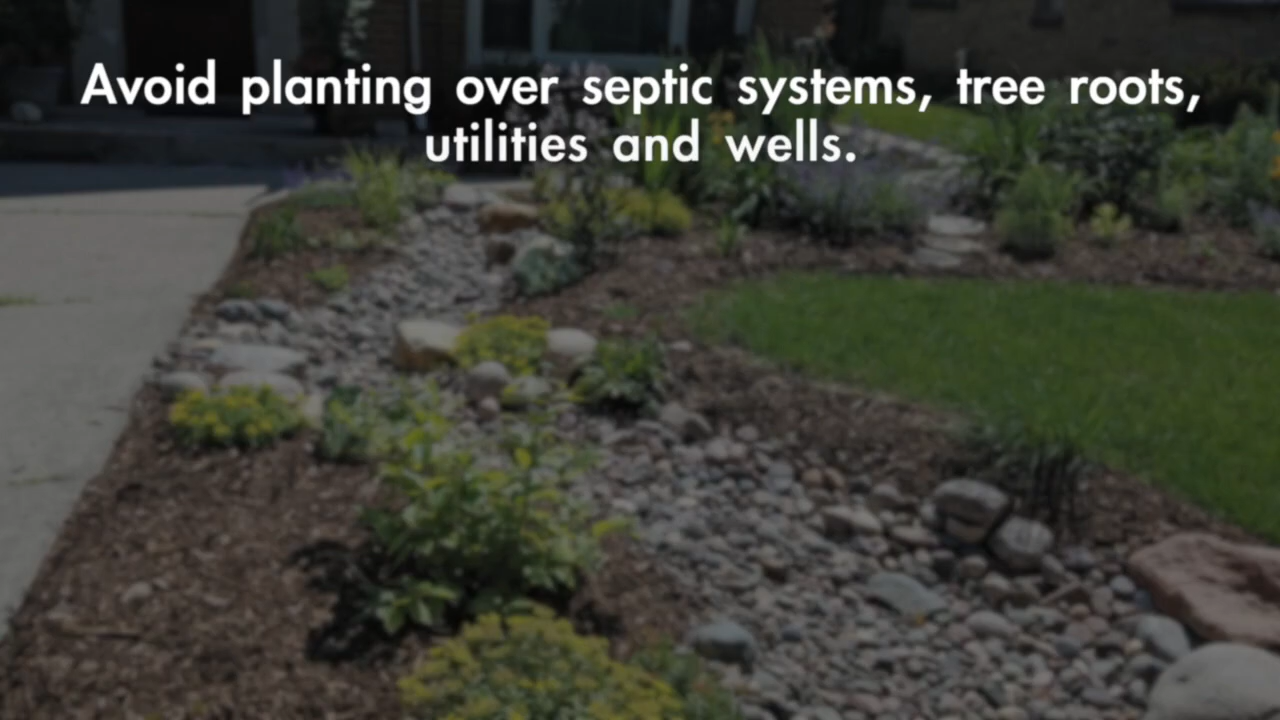 Avoid planting over septic systems, tree roots,
utilities and wells.